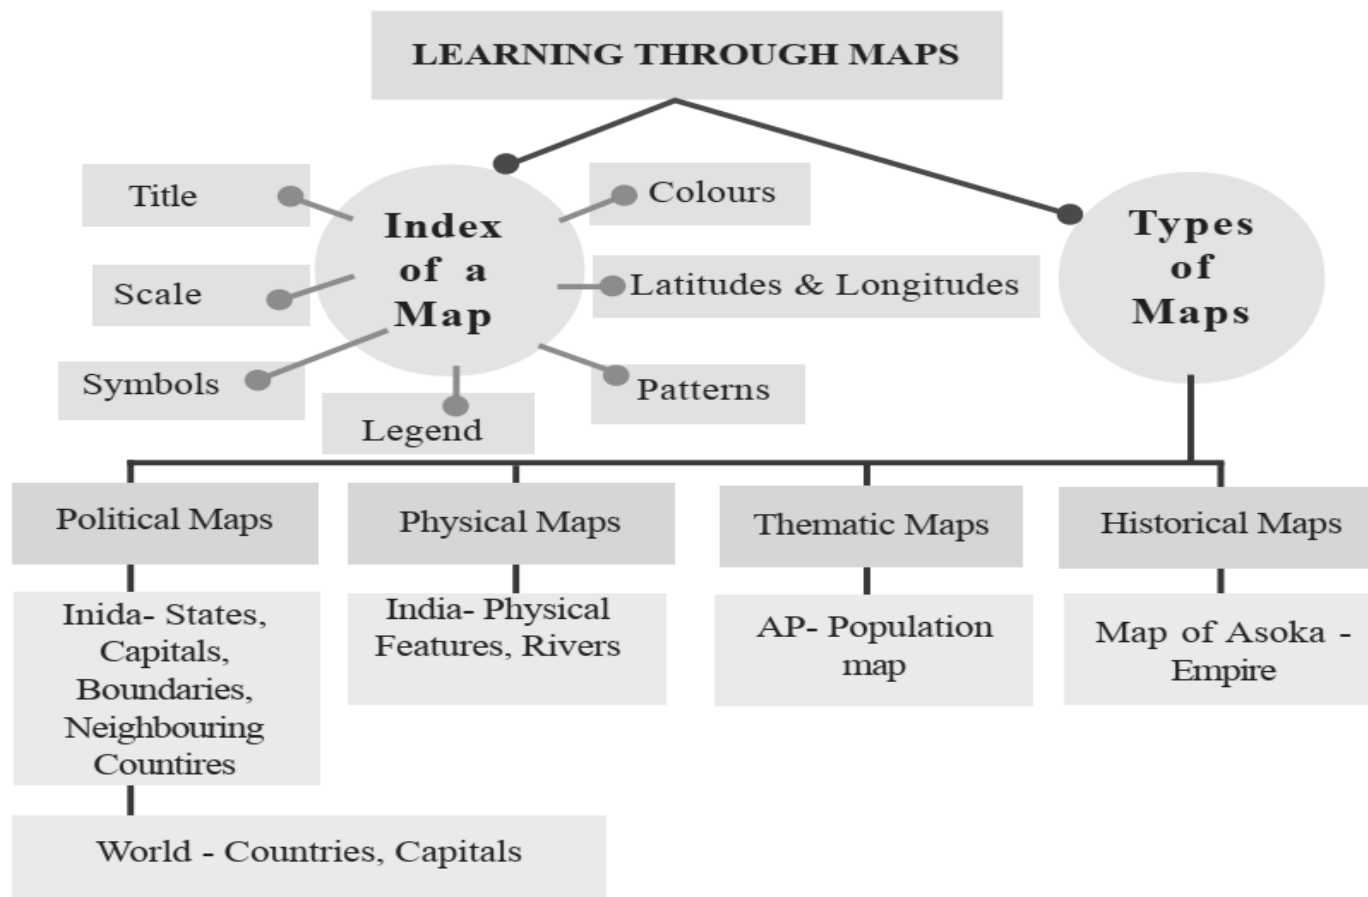 LEARNING THROUGH MAPS
Title
Colours
Index
of a
Map
Types
of
Maps
Scale
Latitudes & Longitudes
Symbols
Patterns
Legend
Political Maps
Physical Maps
Thematic Maps
Historical Maps
Inida- States,
Capitals,
Boundaries,
Neighbouring
Countires
India- Physical
Features, Rivers
AP- Population
map
Map of Asoka -
Empire
World - Countries, Capitals